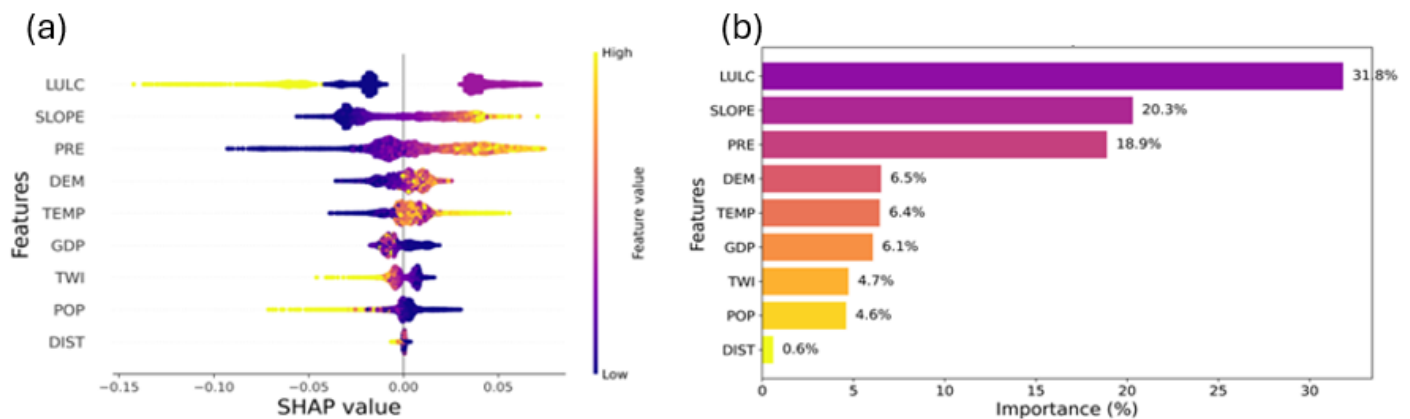 (a)
High
LULC
SLOPE
PRE
DEM
TEMP
GDP
TWI
POP
DIST
Features
Feature value
Low
−0.15 −0.10 −0.05 0.00 0.05
SHAP value
(b)
LULC 31.8%
SLOPE 20.3%
PRE 18.9%
DEM 6.5%
TEMP 6.4%
GDP 6.1%
TWI 4.7%
POP 4.6%
DIST 0.6%
Features
0 5 10 15 20 25 30
Importance (%)